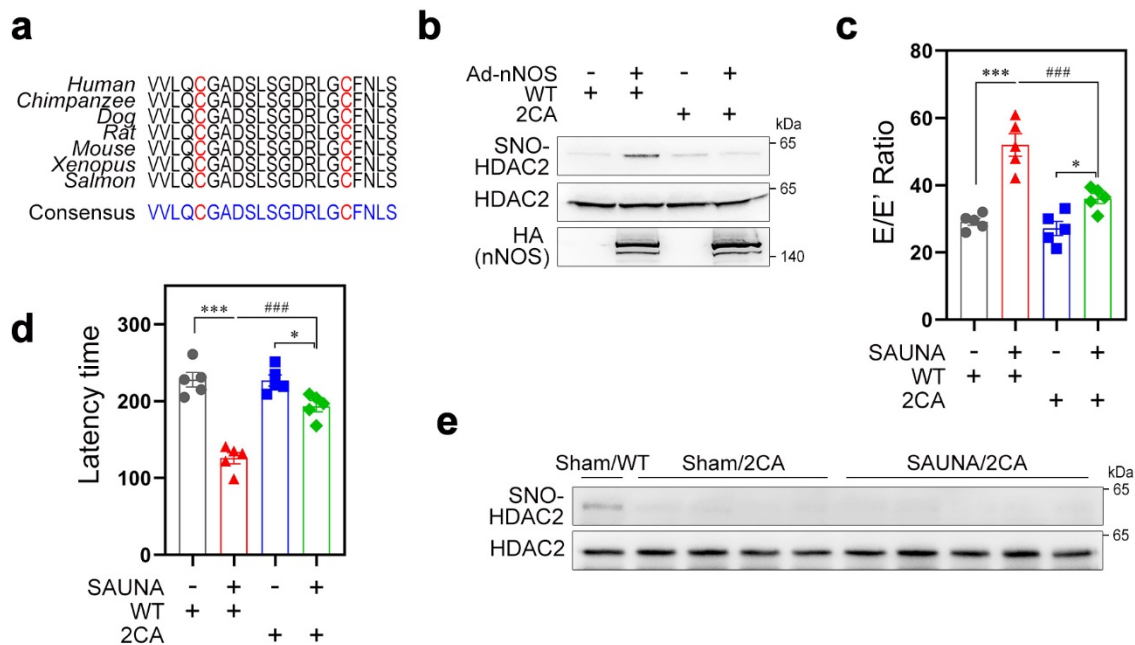 a
Human VVLQCGADSLSGDRLGCFNLS
Chimpanzee VVLQCGADSLSGDRLGCFNLS
Dog VVLQCGADSLSGDRLGCFNLS
Rat VVLQCGADSLSGDRLGCFNLS
Mouse VVLQCGADSLSGDRLGCFNLS
Xenopus VVLQCGADSLSGDRLGCFNLS
Salmon VVLQCGADSLSGDRLGCFNLS
Consensus VVLQCGADSLSGDRLGCFNLS
b
Ad-nNOS - + - +
WT + +
2CA + +
kDa
SNO-
HDAC2
65
HDAC2
65
HA
(nNOS)
140
c
E/E' Ratio
80
60
40
20
0
*** ###
*
SAUNA - + - +
WT + +
2CA + +
d
Latency time
300
200
100
0
*** ###
*
SAUNA - + - +
WT + +
2CA + +
e
Sham/WT Sham/2CA SAUNA/2CA
kDa
SNO-
HDAC2
65
HDAC2
65